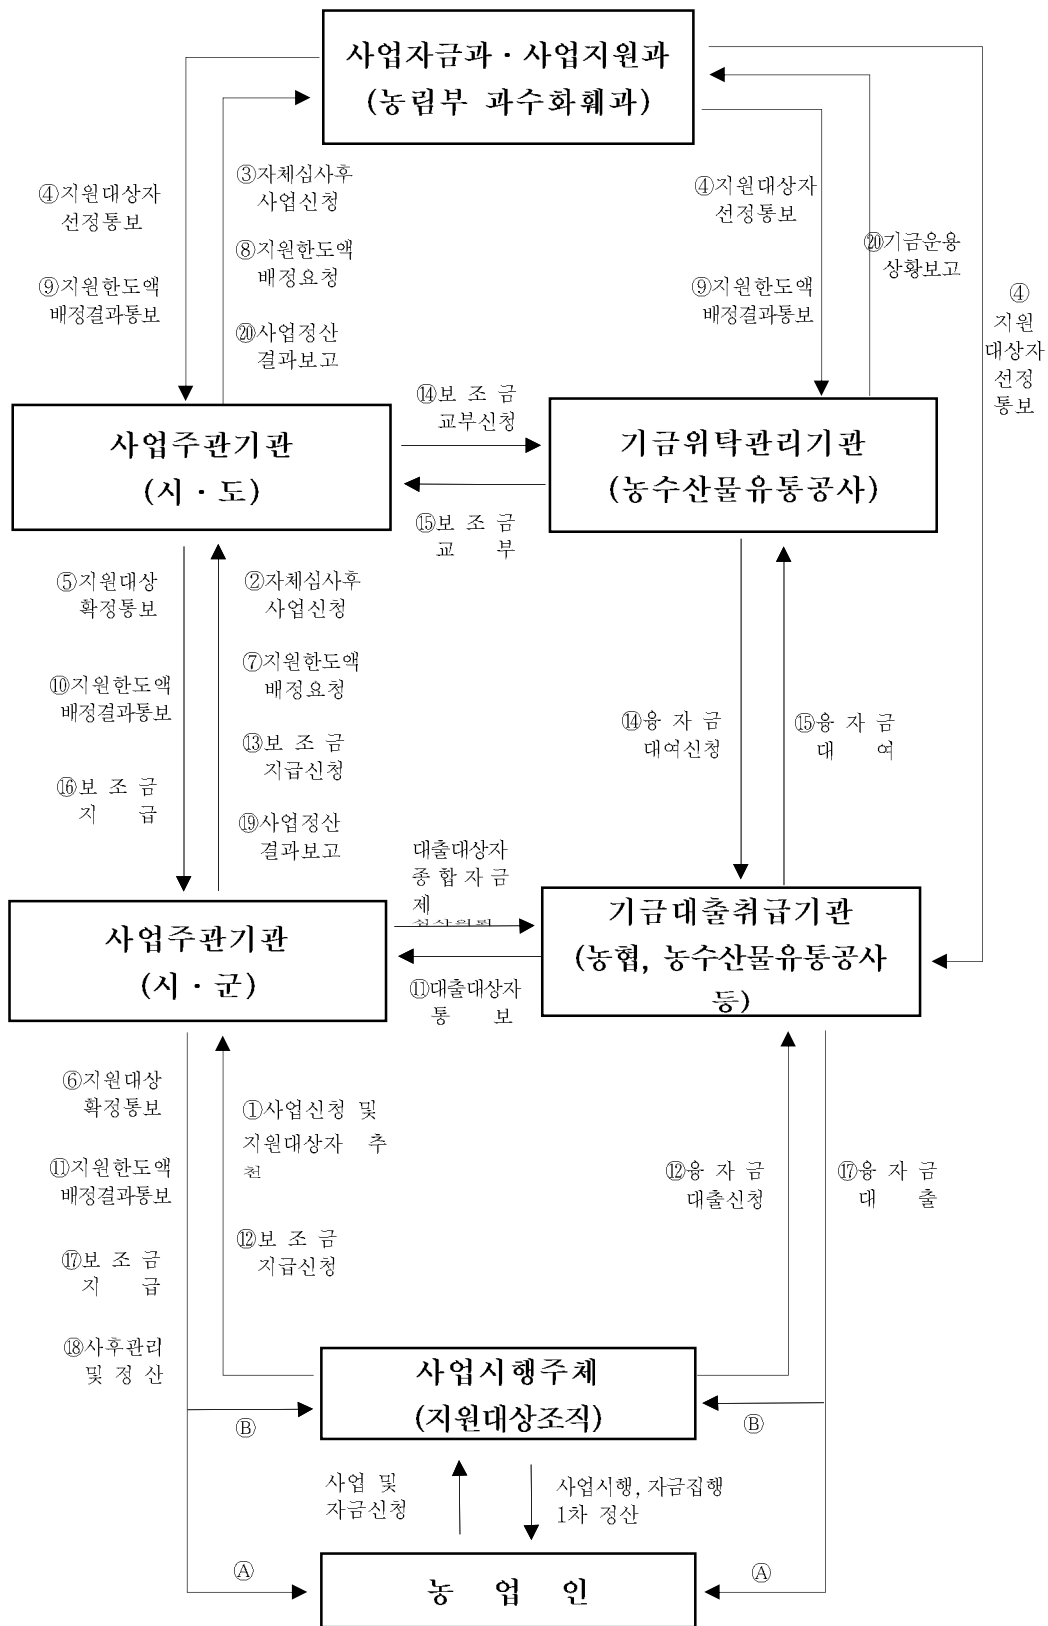 사업자금과 · 사업지원과
(농림부 과수화훼과)
④지원대상자
선정통보
⑨지원한도액
배정결과통보
③자체심사후
사업신청
⑧지원한도액
배정요청
⑳사업정산
결과보고
④지원대상자
선정통보
⑨지원한도액
배정결과통보
⑳기금운용
상황보고
④
지원
대상자
선정
통보
사업주관기관
(시 · 도)
⑭보 조 금
교부신청
⑮보 조 금
교 부
기금위탁관리기관
(농수산물유통공사)
⑤지원대상
확정통보
⑩지원한도액
배정결과통보
⑯보 조 금
지 급
②자체심사후
사업신청
⑦지원한도액
배정요청
⑬보 조 금
지급신청
⑲사업정산
결과보고
⑭융 자 금
대여신청
⑮융 자 금
대 여
사업주관기관
(시 · 군)
대출대상자
종합자금
제
⑪대출대상자
통 보
기금대출취급기관
(농협, 농수산물유통공사
등)
⑥지원대상
확정통보
⑪지원한도액
배정결과통보
⑰보 조 금
지 급
⑱사후관리
및 정 산
①사업신청 및
지원대상자 추
천
⑫보 조 금
지급신청
⑫융 자 금
대출신청
⑰융 자 금
대 출
사업시행주체
(지원대상조직)
Ⓑ
Ⓑ
사업 및
자금신청
사업시행, 자금집행
1차 정산
Ⓐ
Ⓐ
농 업 인